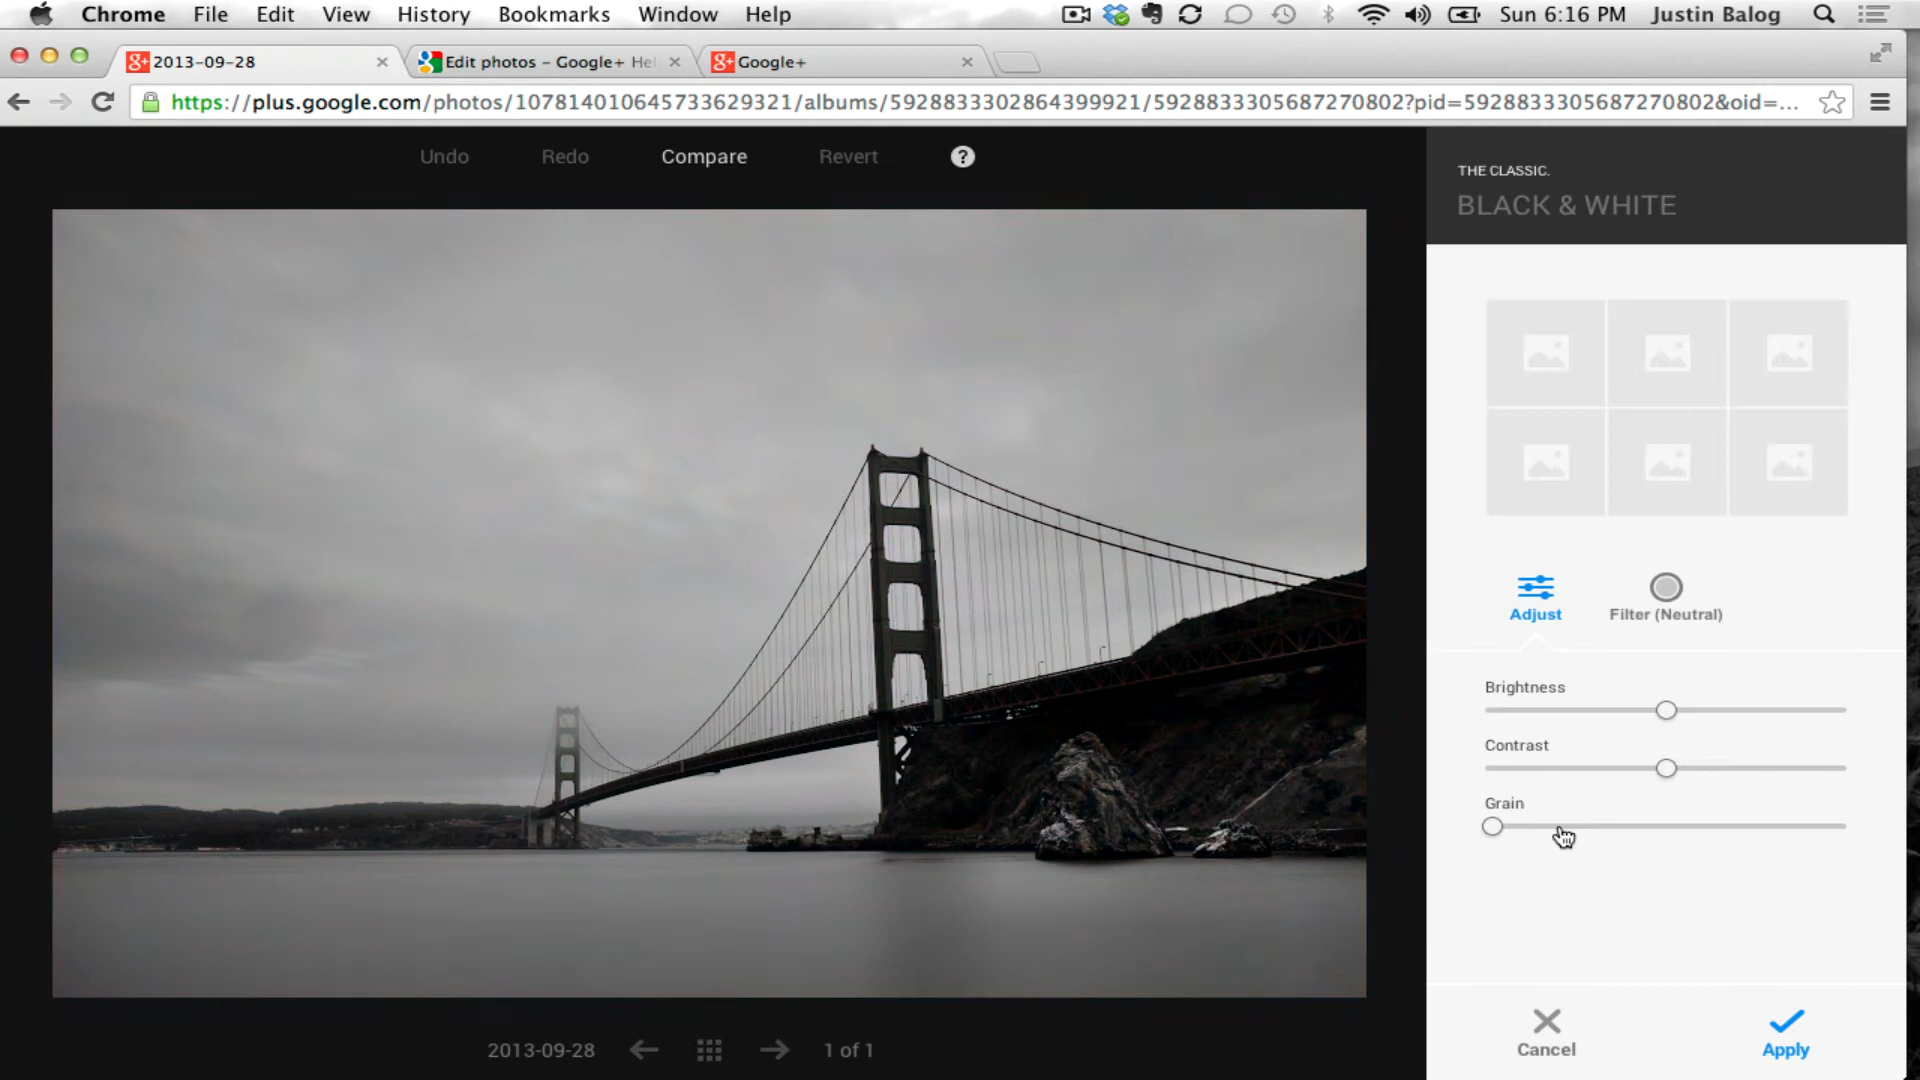 Chrome File Edit View History Bookmarks Window Help Sun 6:16 PM Justin Balog
2013-09-28 Edit photos – Google+ Hel Google+
https://plus.google.com/photos/107814010645733629321/albums/5928833302864399921/5928833305687270802?pid=5928833305687270802&oid=...
Undo Redo Compare Revert ?
THE CLASSIC.
BLACK & WHITE
Adjust Filter (Neutral)
Brightness
Contrast
Grain
Cancel Apply
2013-09-28 1 of 1